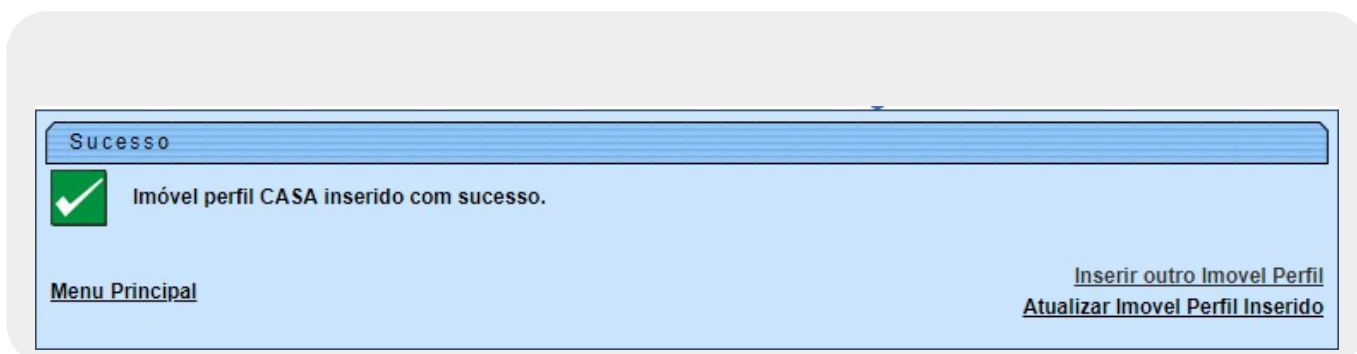 Sucesso
Imóvel perfil CASA inserido com sucesso.
Inserir outro Imovel Perfil
Menu Principal
Atualizar Imovel Perfil Inserido